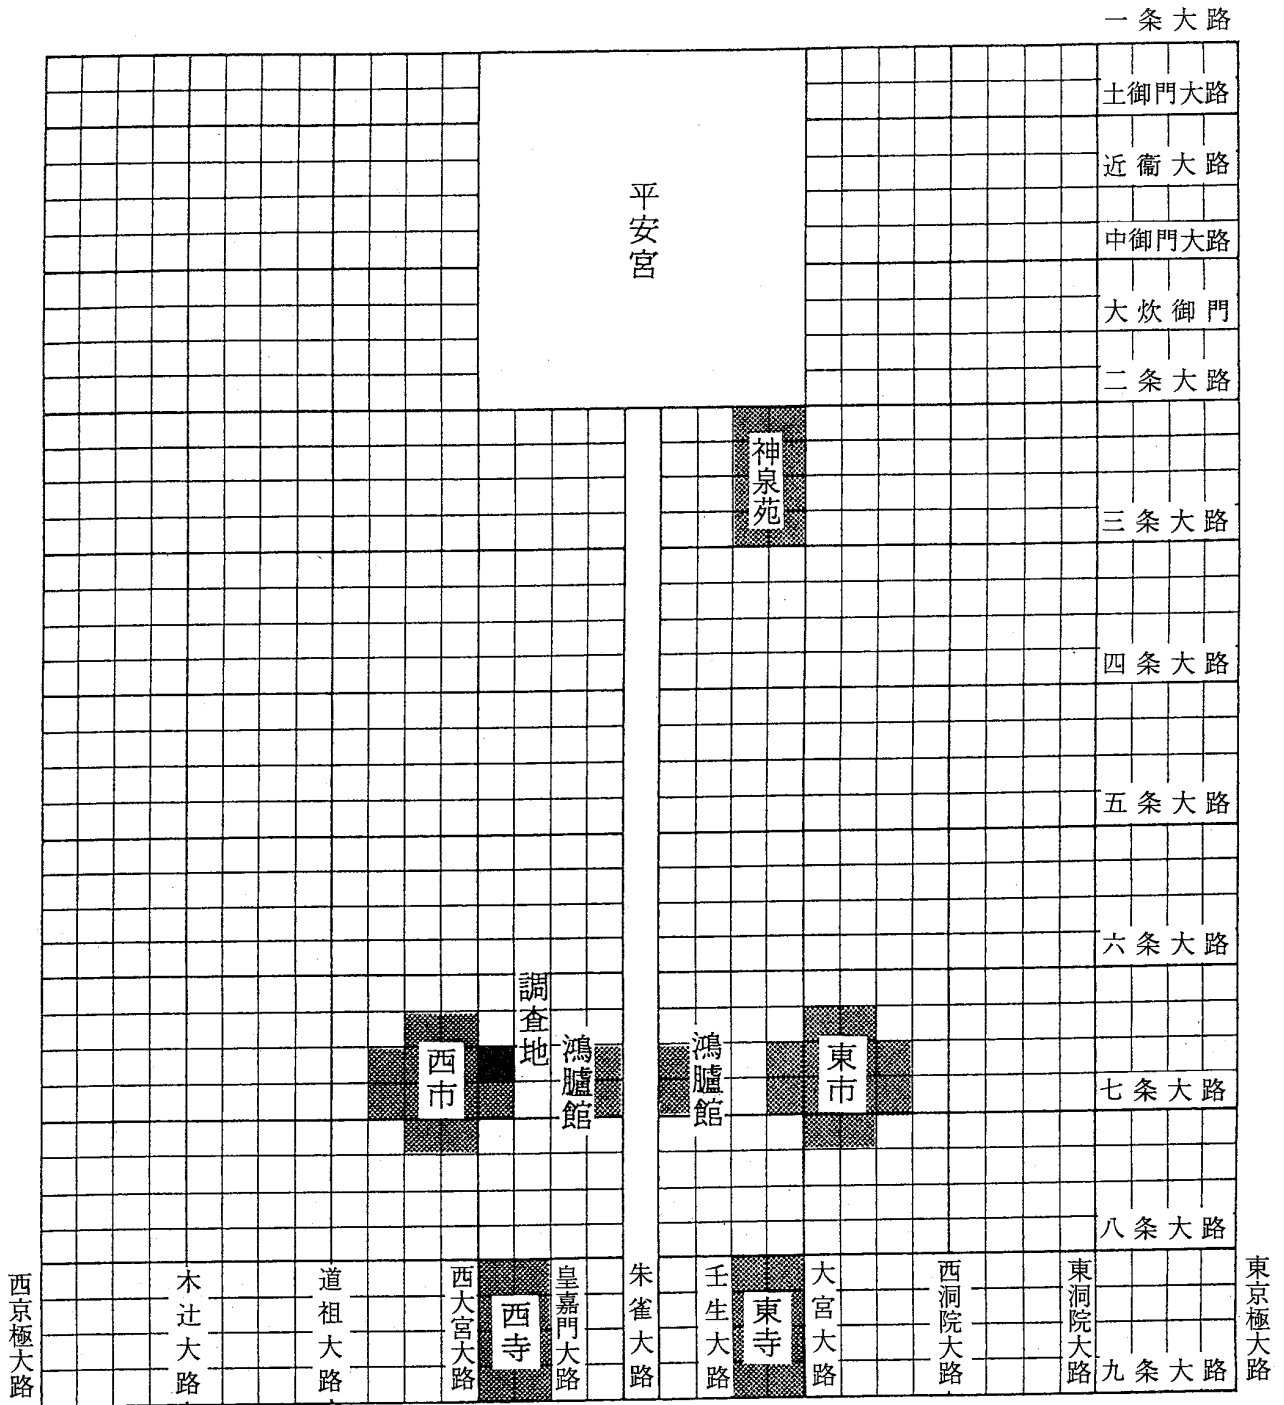 一条大路
土御門大路
近衞大路
中御門大路
大炊御門
二条大路
三条大路
四条大路
五条大路
六条大路
七条大路
八条大路
九条大路
平安宮
神泉苑
調査地
西市
鴻臚館
鴻臚館
東市
西京極大路
木辻大路
道祖大路
西大宮大路
西寺
皇嘉門大路
朱雀大路
壬生大路
東寺
大宮大路
西洞院大路
東洞院大路
東京極大路